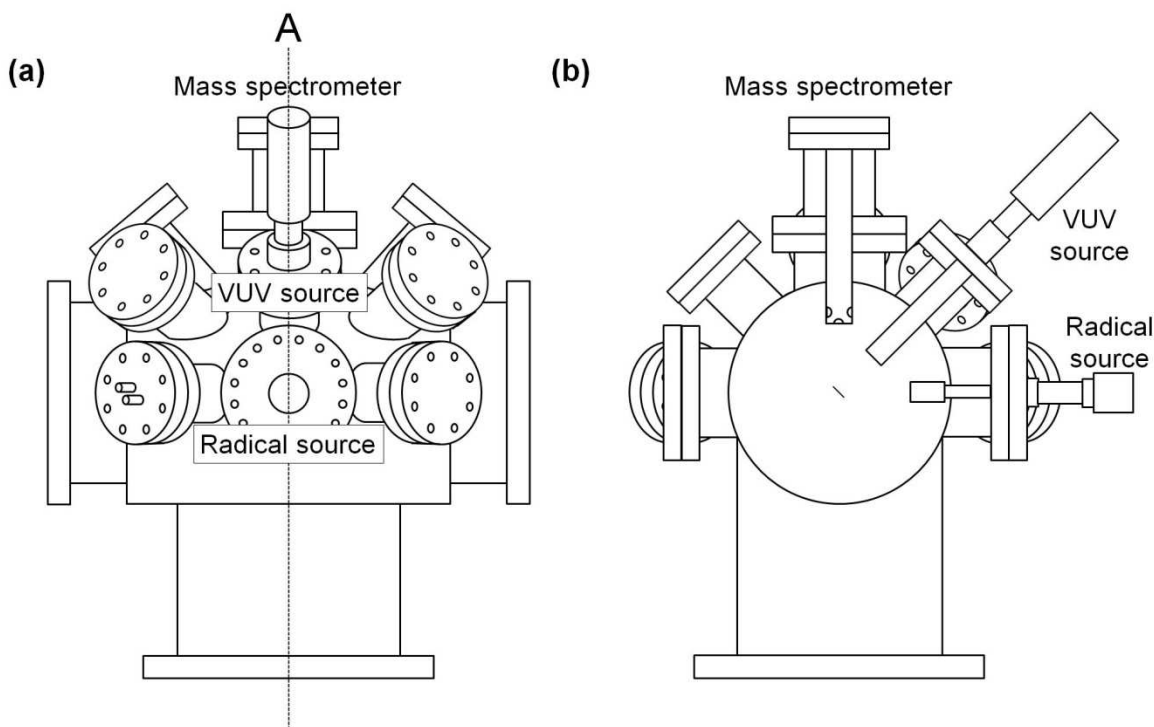 A
(a)
Mass spectrometer
VUV source
Radical source
(b)
Mass spectrometer
VUV
source
Radical
source